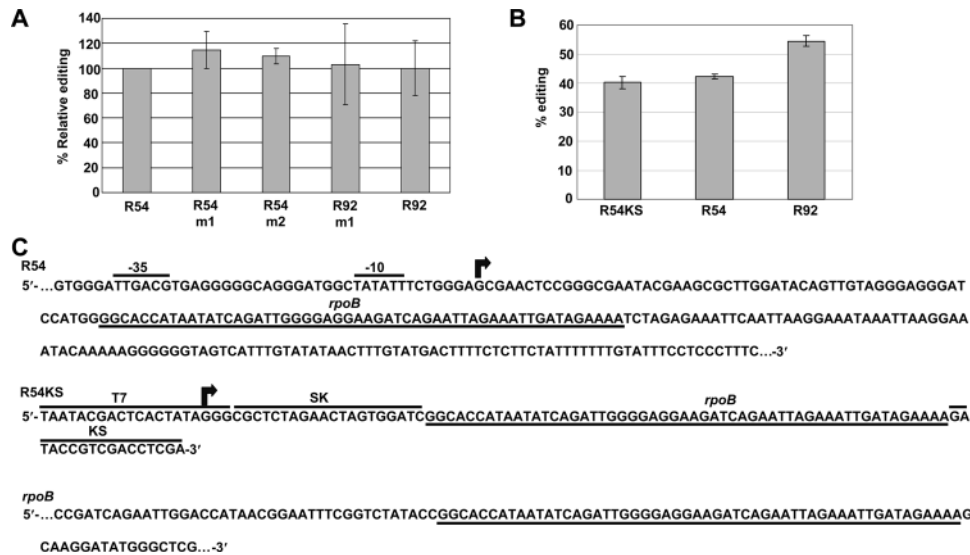 A
% Relative editing
140
120
100
80
60
40
20
0
R54
R54 m1
R54 m2
R92 m1
R92
B
% editing
60
50
40
30
20
10
0
R54KS
R54
R92
C
R54
-35
-10
5′-...GTGGGATTGACGTGAGGGGGCAGGGATGGCTATATTTCTGGGAGCGAACTCCGGGCGAATACGAAGCGCTTGGATACAGTTGTAGGGAGGGAT
rpoB
CCATGGGGGCACCATAATATCAGATTGGGGAGGAAGATCAGAATTAGAAATTGATAGAAAATCTAGAGAAATTCAATTAAGGAAATAAATTAAGGAA
ATACAAAAAGGGGGGTAGTCATTTGTATATAACTTTGTATGACTTTTCTCTTCTATTTTTTTGTATTTCCTCCCTTTC...-3′
R54KS
T7
SK
rpoB
5′-TAATACGACTCACTATAGGGCGCTCTAGAACTAGTGGATCGGCACCATAATATCAGATTGGGGAGGAAGATCAGAATTAGAAATTGATAGAAAAGA
KS
TACCGTCGACCTCGA-3′
rpoB
5′-...CCGATCAGAATTGGACCATAACGGAATTTCGGTCTATACCGGCACCATAATATCAGATTGGGGAGGAAGATCAGAATTAGAAATTGATAGAAAAG
CAAGGATATGGGCTCG...-3′